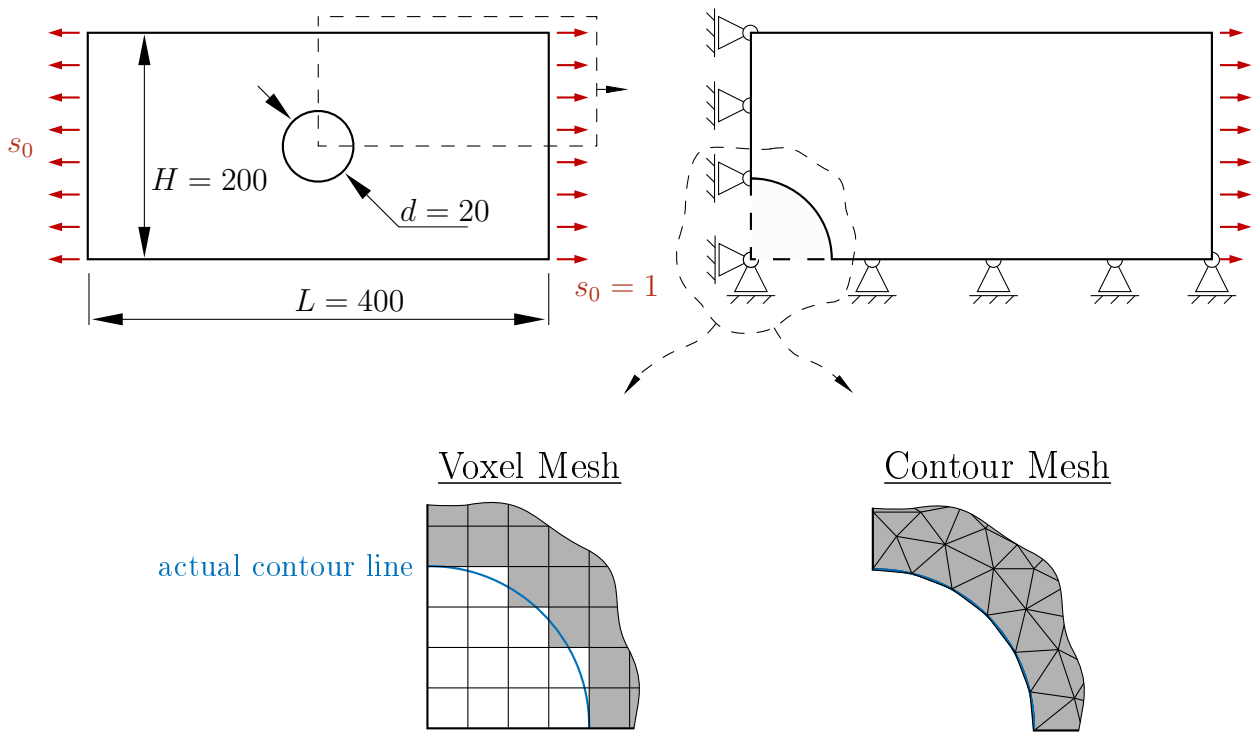 s₀
H = 200
d = 20
L = 400
s₀ = 1
Voxel Mesh
Contour Mesh
actual contour line